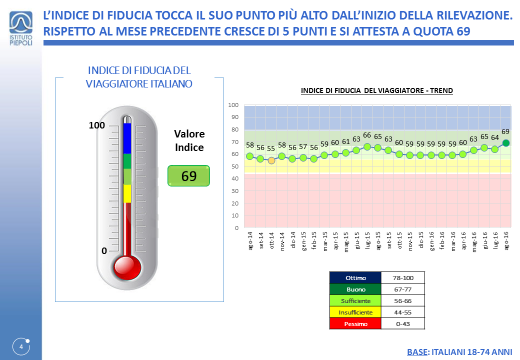 L'INDICE DI FIDUCIA TOCCA IL SUO PUNTO PIÙ ALTO DALL'INIZIO DELLA RILEVAZIONE.
RISPETTO AL MESE PRECEDENTE CRESCE DI 5 PUNTI E SI ATTESTA A QUOTA 69
ISTITUTO
PIEPOLI
INDICE DI FIDUCIA DEL
VIAGGIATORE ITALIANO
100
0
Valore
Indice
69
INDICE DI FIDUCIA DEL VIAGGIATORE - TREND
100
90
80
70
60
50
40
30
20
10
0
58 56 55 58 56 57 56 59 60 61 63 66 65 63 60 59 59 59 59 59 60 63 65 64 69
ago-14 set-14 ott-14 nov-14 dic-14 gen-15 feb-15 mar-15 apr-15 mag-15 giu-15 lug-15 ago-15 set-15 ott-15 nov-15 dic-15 gen-16 feb-16 mar-16 apr-16 mag-16 giu-16 lug-16 ago-16
Ottimo 78-100
Buono 67-77
Sufficiente 56-66
Insufficiente 44-55
Pessimo 0-43
4
BASE: ITALIANI 18-74 ANNI